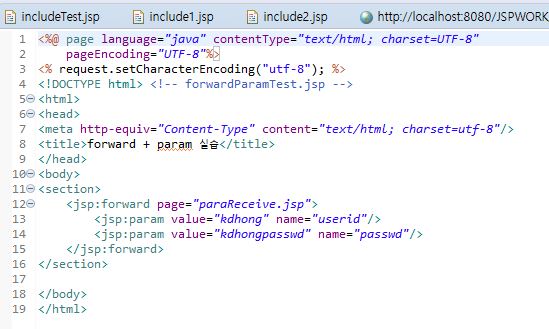 includeTest.jsp include1.jsp include2.jsp http://localhost:8080/JSPWORK
1 <%@ page language="java" contentType="text/html; charset=UTF-8"
2 pageEncoding="UTF-8"%>
3 <% request.setCharacterEncoding("utf-8"); %>
4 <!DOCTYPE html> <!-- forwardParamTest.jsp -->
5 <html>
6 <head>
7 <meta http-equiv="Content-Type" content="text/html; charset=utf-8"/>
8 <title>forward + param 실습</title>
9 </head>
10 <body>
11 <section>
12 <jsp:forward page="paraReceive.jsp">
13 <jsp:param value="kdhong" name="userid"/>
14 <jsp:param value="kdhongpasswd" name="passwd"/>
15 </jsp:forward>
16 </section>
17
18 </body>
19 </html>